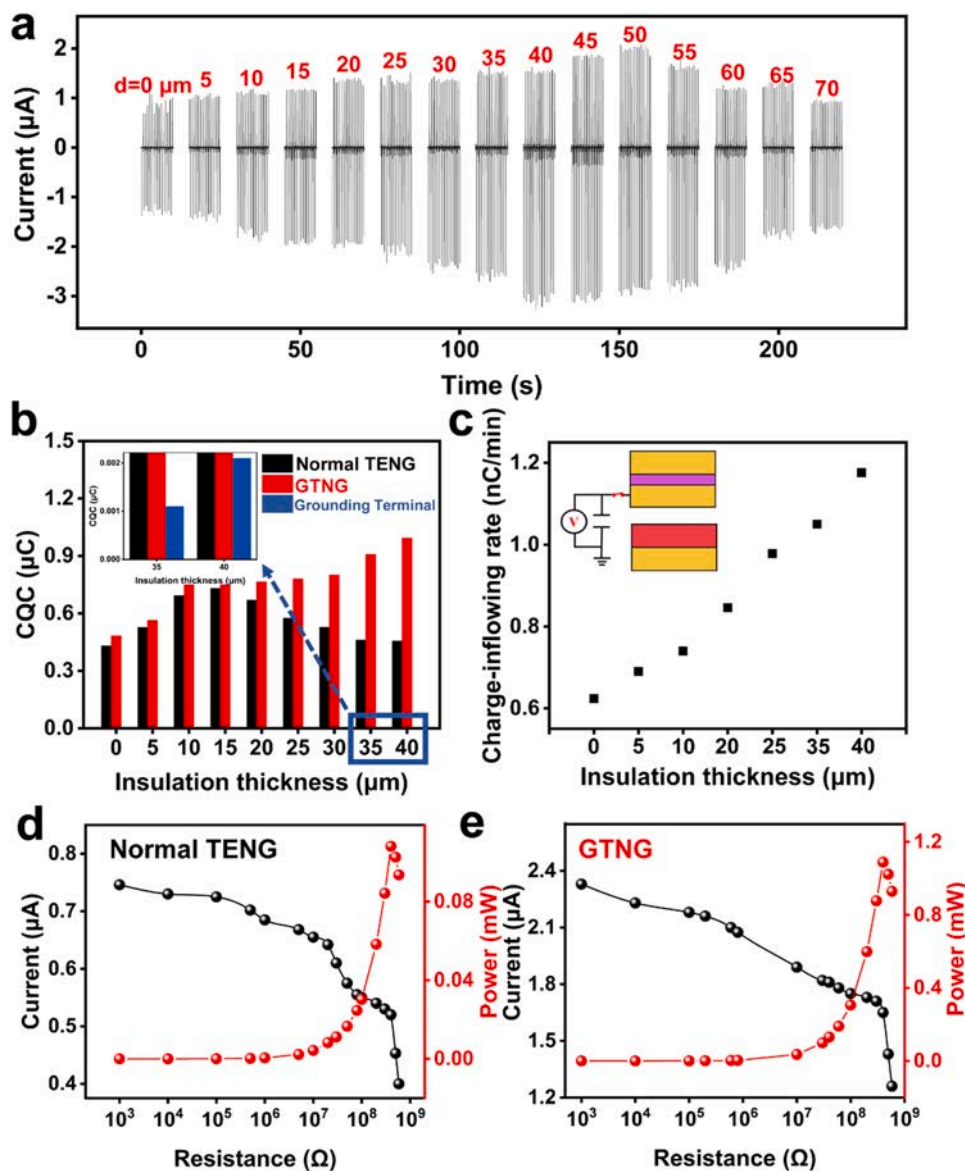 a
d=0 μm 5 10 15 20 25 30 35 40 45 50 55 60 65 70
2
1
0
-1
-2
-3
Current (μA)
0 50 100 150 200
Time (s)
b
1.5
1.2
0.9
0.6
0.3
0.0
CQC (μC)
0.002
0.001
0.000
CQC (μC)
35 40
Insulation thickness (μm)
Normal TENG
GTNG
Grounding Terminal
0 5 10 15 20 25 30 35 40
Insulation thickness (μm)
c
1.2
1.0
0.8
0.6
Charge-inflowing rate (nC/min)
V
0 5 10 20 25 35 40
Insulation thickness (μm)
d
Normal TENG
0.8
0.7
0.6
0.5
0.4
Current (μA)
0.08
0.04
0.00
Power (mW)
10³ 10⁴ 10⁵ 10⁶ 10⁷ 10⁸ 10⁹
Resistance (Ω)
e
GTNG
2.4
2.1
1.8
1.5
1.2
Current (μA)
1.2
0.8
0.4
0.0
Power (mW)
10³ 10⁴ 10⁵ 10⁶ 10⁷ 10⁸ 10⁹
Resistance (Ω)